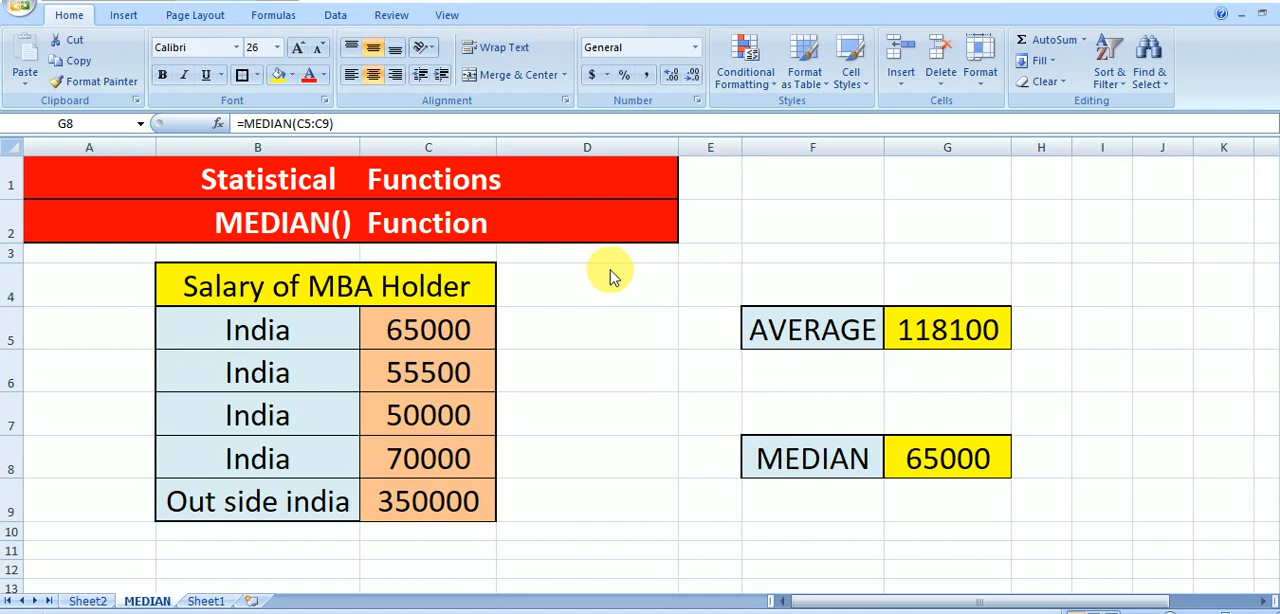 Home Insert Page Layout Formulas Data Review View
Cut Calibri 26 A A Wrap Text General AutoSum
Copy Fill
Paste Format Painter B I U A Merge & Center $ % , Conditional Formatting Format as Table Cell Styles Insert Delete Format Clear Sort & Filter Find & Select
Clipboard Font Alignment Number Styles Cells Editing
G8 fx =MEDIAN(C5:C9)
A B C D E F G H I J K
1 Statistical Functions
2 MEDIAN() Function
3
4 Salary of MBA Holder
5 India 65000 AVERAGE 118100
6 India 55500
7 India 50000
8 India 70000 MEDIAN 65000
9 Out side india 350000
10
11
12
13
Sheet2 MEDIAN Sheet1